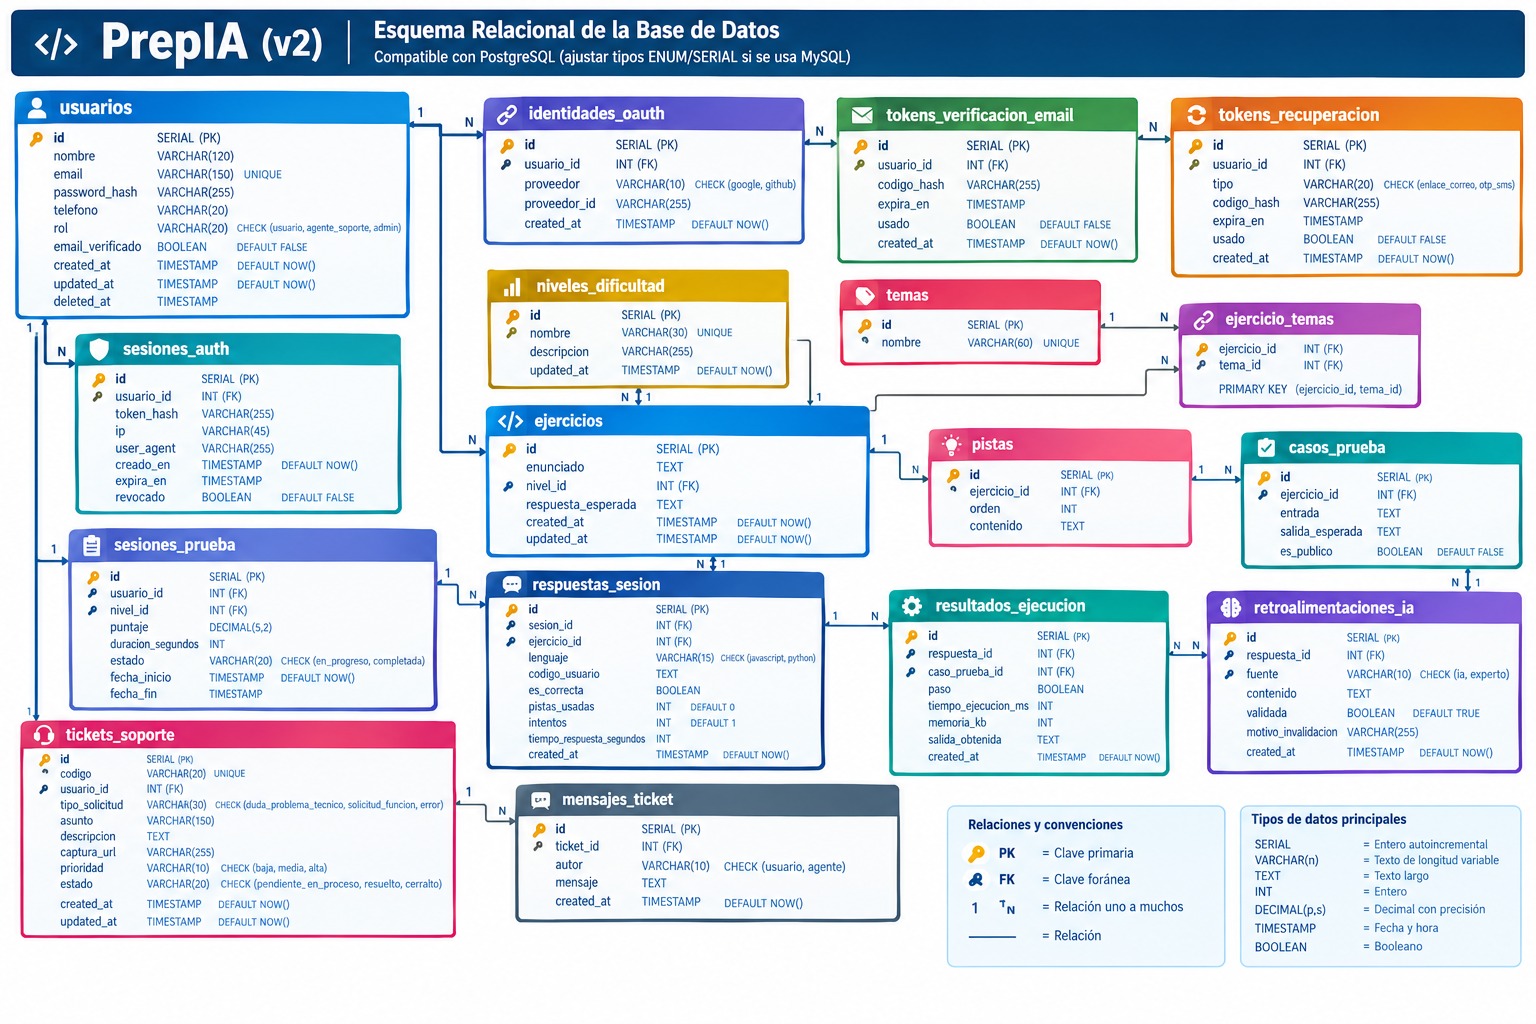 </> PrepIA (v2)
Esquema Relacional de la Base de Datos
Compatible con PostgreSQL (ajustar tipos ENUM/SERIAL si se usa MySQL)
usuarios
id SERIAL (PK)
nombre VARCHAR(120)
email VARCHAR(150) UNIQUE
password_hash VARCHAR(255)
telefono VARCHAR(20)
rol VARCHAR(20) CHECK (usuario, agente_soporte, admin)
email_verificado BOOLEAN DEFAULT FALSE
created_at TIMESTAMP DEFAULT NOW()
updated_at TIMESTAMP DEFAULT NOW()
deleted_at TIMESTAMP
1
N
identidades_oauth
id SERIAL (PK)
usuario_id INT (FK)
proveedor VARCHAR(10) CHECK (google, github)
proveedor_id VARCHAR(255)
created_at TIMESTAMP DEFAULT NOW()
N
tokens_verificacion_email
id SERIAL (PK)
usuario_id INT (FK)
codigo_hash VARCHAR(255)
expira_en TIMESTAMP
usado BOOLEAN DEFAULT FALSE
created_at TIMESTAMP DEFAULT NOW()
N
tokens_recuperacion
id SERIAL (PK)
usuario_id INT (FK)
tipo VARCHAR(20) CHECK (enlace_correo, otp_sms)
codigo_hash VARCHAR(255)
expira_en TIMESTAMP
usado BOOLEAN DEFAULT FALSE
created_at TIMESTAMP DEFAULT NOW()
1
N
sesiones_auth
id SERIAL (PK)
usuario_id INT (FK)
token_hash VARCHAR(255)
ip VARCHAR(45)
user_agent VARCHAR(255)
creado_en TIMESTAMP DEFAULT NOW()
expira_en TIMESTAMP
revocado BOOLEAN DEFAULT FALSE
niveles_dificultad
id SERIAL (PK)
nombre VARCHAR(30) UNIQUE
descripcion VARCHAR(255)
updated_at TIMESTAMP DEFAULT NOW()
N 1
1
temas
id SERIAL (PK)
nombre VARCHAR(60) UNIQUE
1 N
N
ejercicio_temas
ejercicio_id INT (FK)
tema_id INT (FK)
PRIMARY KEY (ejercicio_id, tema_id)
N
</> ejercicios
id SERIAL (PK)
enunciado TEXT
nivel_id INT (FK)
respuesta_esperada TEXT
created_at TIMESTAMP DEFAULT NOW()
updated_at TIMESTAMP DEFAULT NOW()
1
N
pistas
id SERIAL (PK)
ejercicio_id INT (FK)
orden INT
contenido TEXT
1 N
casos_prueba
id SERIAL (PK)
ejercicio_id INT (FK)
entrada TEXT
salida_esperada TEXT
es_publico BOOLEAN DEFAULT FALSE
N 1
1
sesiones_prueba
id SERIAL (PK)
usuario_id INT (FK)
nivel_id INT (FK)
puntaje DECIMAL(5,2)
duracion_segundos INT
estado VARCHAR(20) CHECK (en_progreso, completada)
fecha_inicio TIMESTAMP DEFAULT NOW()
fecha_fin TIMESTAMP
1
N
N 1
respuestas_sesion
id SERIAL (PK)
sesion_id INT (FK)
ejercicio_id INT (FK)
lenguaje VARCHAR(15) CHECK (javascript, python)
codigo_usuario TEXT
es_correcta BOOLEAN
pistas_usadas INT DEFAULT 0
intentos INT DEFAULT 1
tiempo_respuesta_segundos INT
created_at TIMESTAMP DEFAULT NOW()
1 N
resultados_ejecucion
id SERIAL (PK)
respuesta_id INT (FK)
caso_prueba_id INT (FK)
paso BOOLEAN
tiempo_ejecucion_ms INT
memoria_kb INT
salida_obtenida TEXT
created_at TIMESTAMP DEFAULT NOW()
N N
retroalimentaciones_ia
id SERIAL (PK)
respuesta_id INT (FK)
fuente VARCHAR(10) CHECK (ia, experto)
contenido TEXT
validada BOOLEAN DEFAULT TRUE
motivo_invalidacion VARCHAR(255)
created_at TIMESTAMP DEFAULT NOW()
1
tickets_soporte
id SERIAL (PK)
codigo VARCHAR(20) UNIQUE
usuario_id INT (FK)
tipo_solicitud VARCHAR(30) CHECK (duda_problema_tecnico, solicitud_funcion, error)
asunto VARCHAR(150)
descripcion TEXT
captura_url VARCHAR(255)
prioridad VARCHAR(10) CHECK (baja, media, alta)
estado VARCHAR(20) CHECK (pendiente_ en_proceso, resuelto, cerralto)
created_at TIMESTAMP DEFAULT NOW()
updated_at TIMESTAMP DEFAULT NOW()
1
N
mensajes_ticket
id SERIAL (PK)
ticket_id INT (FK)
autor VARCHAR(10) CHECK (usuario, agente)
mensaje TEXT
created_at TIMESTAMP DEFAULT NOW()
Relaciones y convenciones
PK = Clave primaria
FK = Clave foránea
1 N = Relación uno a muchos
= Relación
Tipos de datos principales
SERIAL = Entero autoincremental
VARCHAR(n) = Texto de longitud variable
TEXT = Texto largo
INT = Entero
DECIMAL(p,s) = Decimal con precisión
TIMESTAMP = Fecha y hora
BOOLEAN = Booleano